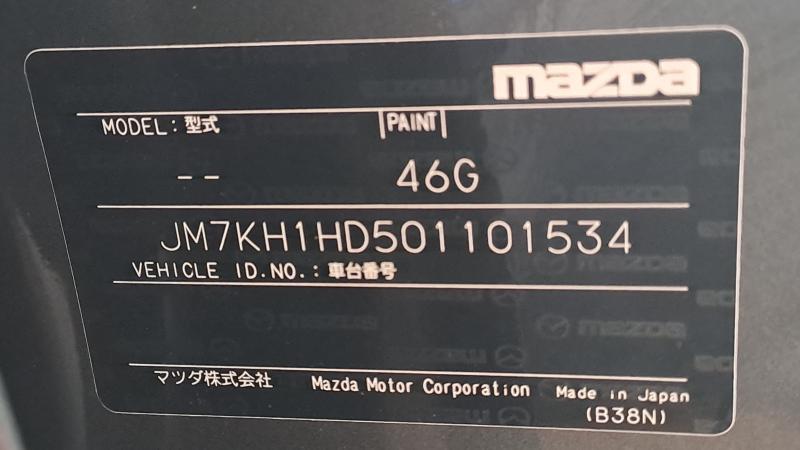 mazda
MODEL: 型式 PAINT
-- 46G
JM7KH1HD501101534
VEHICLE ID.NO.: 車台番号
マツダ株式会社 Mazda Motor Corporation Made in Japan
(B38N)